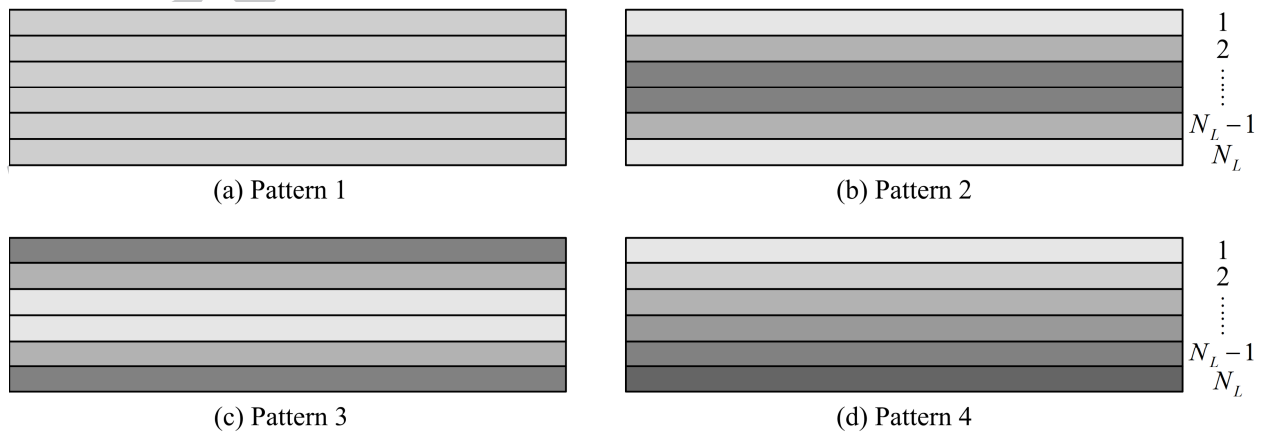 1
2
⋮
N_L − 1
N_L
(a) Pattern 1
(b) Pattern 2
1
2
⋮
N_L − 1
N_L
(c) Pattern 3
(d) Pattern 4